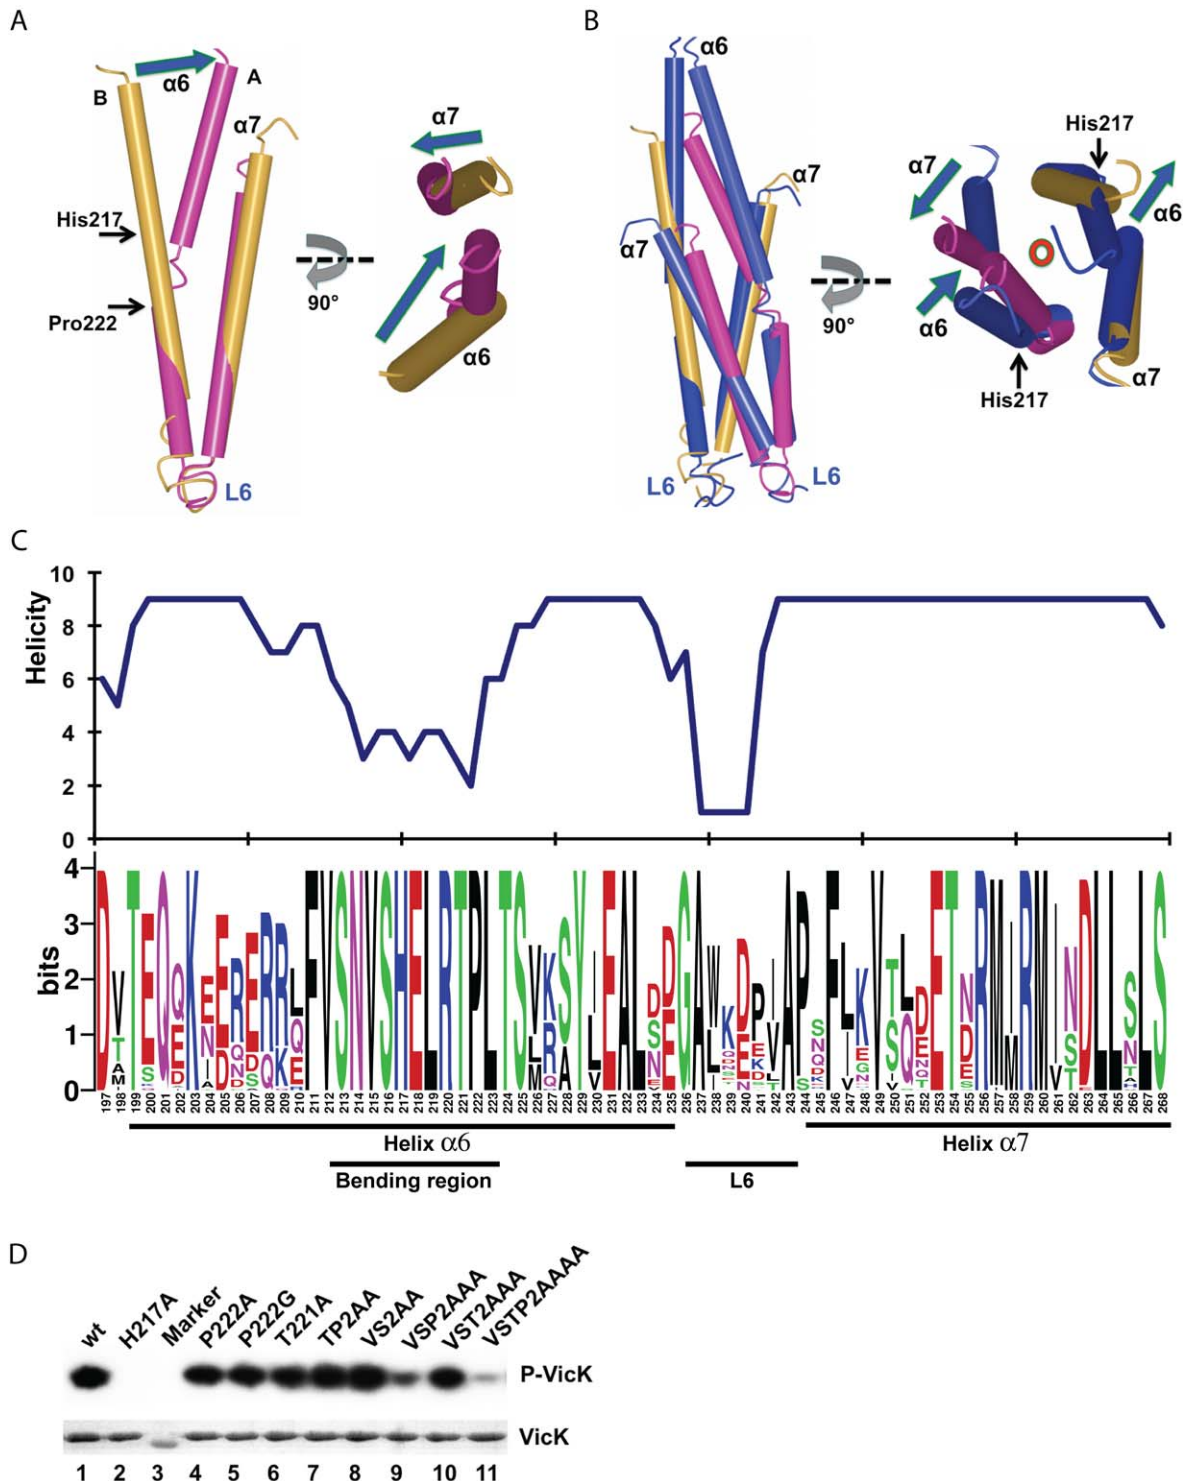 A
B
α6
A
B
α7
His217
Pro222
L6
90°
α7
α6
α6
α7
α7
L6
L6
90°
His217
α7
α6
α6
His217
α7
C
Helicity
10
8
6
4
2
0
bits
4
3
2
1
0
197 198 199 200 201 202 203 204 205 206 207 208 209 210 211 212 213 214 215 216 217 218 219 220 221 222 223 224 225 226 227 228 229 230 231 232 233 234 235 236 237 238 239 240 241 242 243 244 245 246 247 248 249 250 251 252 253 254 255 256 257 258 259 260 261 262 263 264 265 266 267 268
Helix α6
Helix α7
Bending region
L6
D
wt H217A Marker P222A P222G T221A TP2AA VS2AA VSP2AAA VST2AAA VSTP2AAAA
P-VicK
VicK
1 2 3 4 5 6 7 8 9 10 11